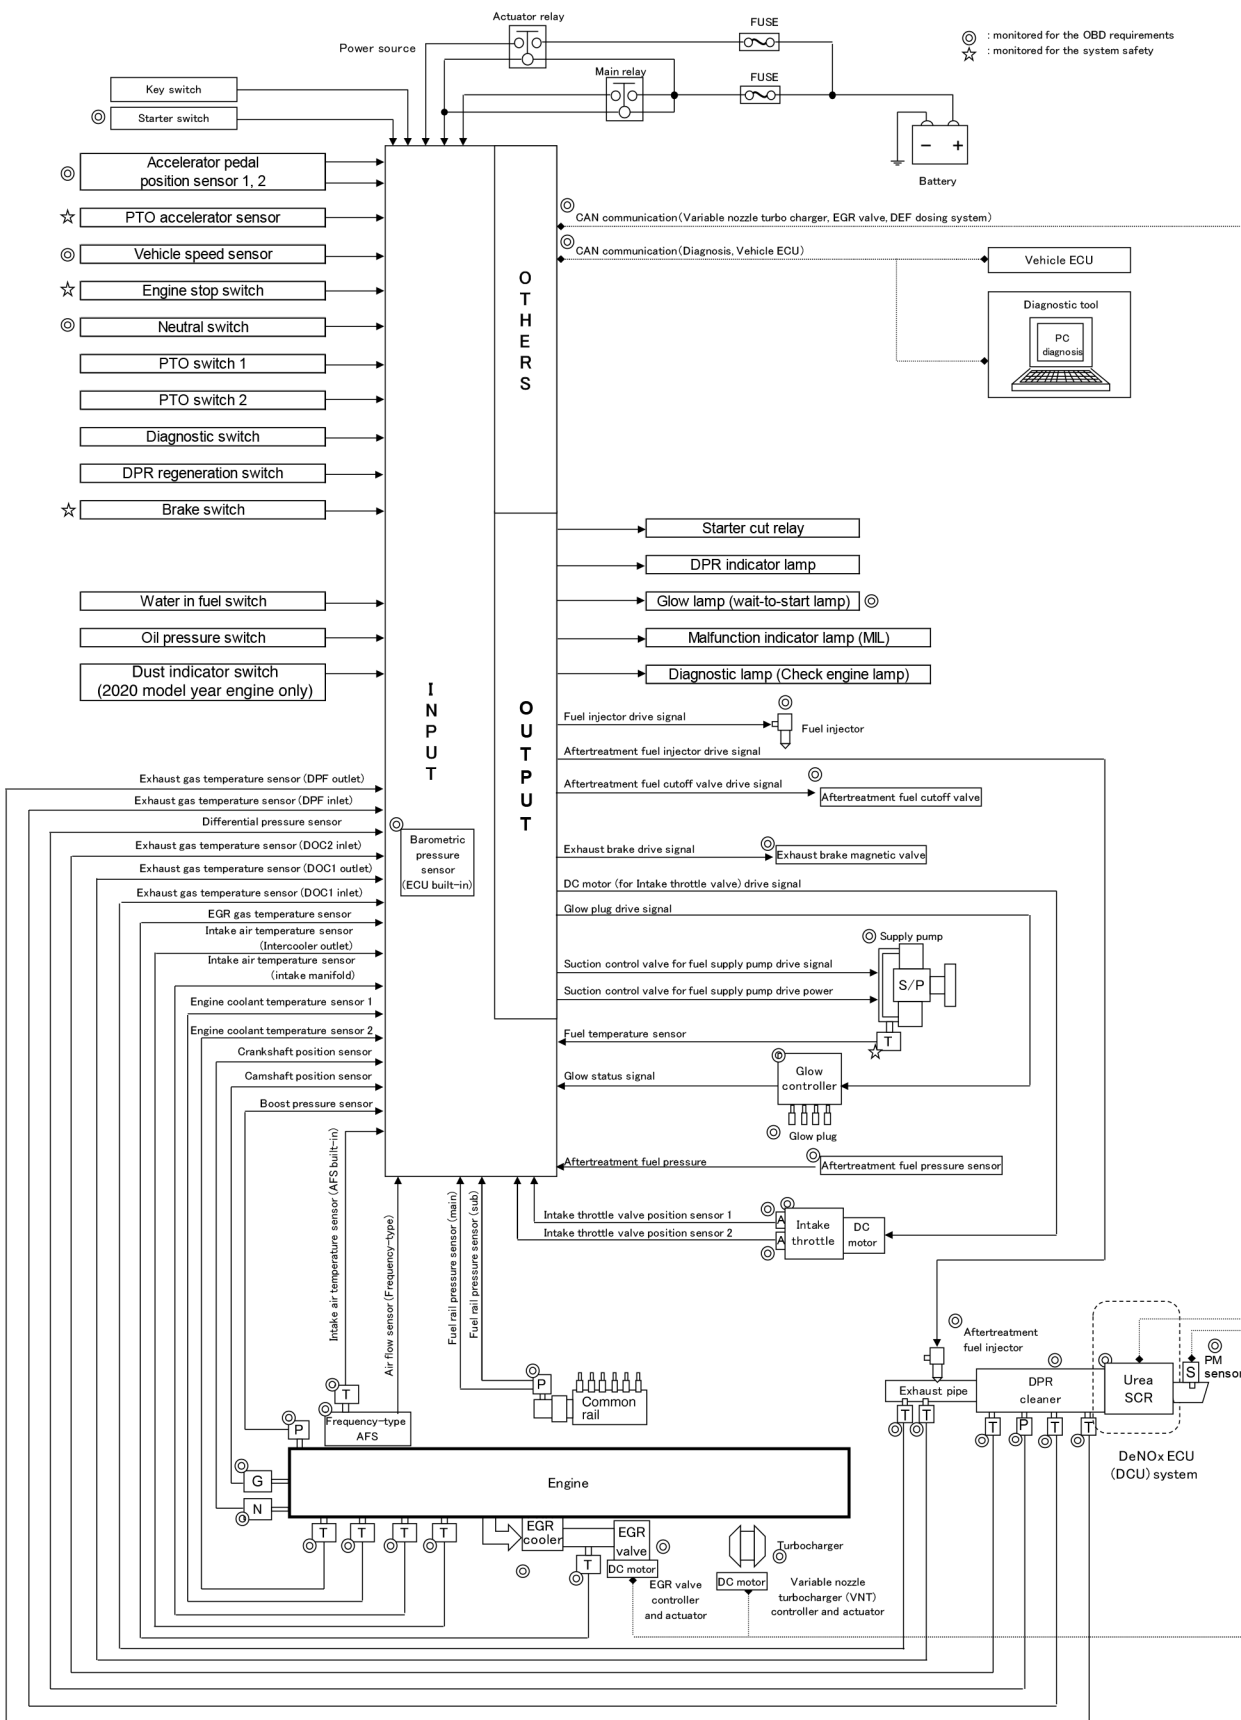 Actuator relay
FUSE
Power source
◎ : monitored for the OBD requirements
☆ : monitored for the system safety
Main relay
FUSE
Key switch
Starter switch
Battery
Accelerator pedal
position sensor 1, 2
PTO accelerator sensor
Vehicle speed sensor
Engine stop switch
Neutral switch
PTO switch 1
PTO switch 2
Diagnostic switch
DPR regeneration switch
Brake switch
Water in fuel switch
Oil pressure switch
Dust indicator switch
(2020 model year engine only)
INPUT
OTHERS
OUTPUT
CAN communication(Variable nozzle turbo charger, EGR valve, DEF dosing system)
CAN communication(Diagnosis, Vehicle ECU)
Vehicle ECU
Diagnostic tool
PC
diagnosis
Starter cut relay
DPR indicator lamp
Glow lamp (wait-to-start lamp)
Malfunction indicator lamp (MIL)
Diagnostic lamp (Check engine lamp)
Fuel injector drive signal
Fuel injector
Aftertreatment fuel injector drive signal
Aftertreatment fuel cutoff valve drive signal
Aftertreatment fuel cutoff valve
Exhaust brake drive signal
Exhaust brake magnetic valve
DC motor (for Intake throttle valve) drive signal
Glow plug drive signal
Supply pump
Suction control valve for fuel supply pump drive signal
S/P
Suction control valve for fuel supply pump drive power
Fuel temperature sensor
T
Glow status signal
Glow
controller
Glow plug
Aftertreatment fuel pressure
Aftertreatment fuel pressure sensor
Intake throttle valve position sensor 1
Intake throttle valve position sensor 2
A
A
Intake
throttle
DC
motor
Exhaust gas temperature sensor (DPF outlet)
Exhaust gas temperature sensor (DPF inlet)
Differential pressure sensor
Exhaust gas temperature sensor (DOC2 inlet)
Exhaust gas temperature sensor (DOC1 outlet)
Exhaust gas temperature sensor (DOC1 inlet)
EGR gas temperature sensor
Intake air temperature sensor
(Intercooler outlet)
Intake air temperature sensor
(intake manifold)
Engine coolant temperature sensor 1
Engine coolant temperature sensor 2
Crankshaft position sensor
Camshaft position sensor
Boost pressure sensor
Barometric
pressure
sensor
(ECU built-in)
Intake air temperature sensor (AFS built-in)
Air flow sensor (Frequency-type)
Fuel rail pressure sensor (main)
Fuel rail pressure sensor (sub)
Aftertreatment
fuel injector
Exhaust pipe
DPR
cleaner
Urea
SCR
S
PM
sensor
T
T
T
P
T
T
DeNOx ECU
(DCU) system
T
Frequency-type
AFS
P
P
Common
rail
G
N
Engine
T
T
T
T
EGR
cooler
T
EGR
valve
DC motor
EGR valve
controller
and actuator
Turbocharger
DC motor
Variable nozzle
turbocharger (VNT)
controller and actuator